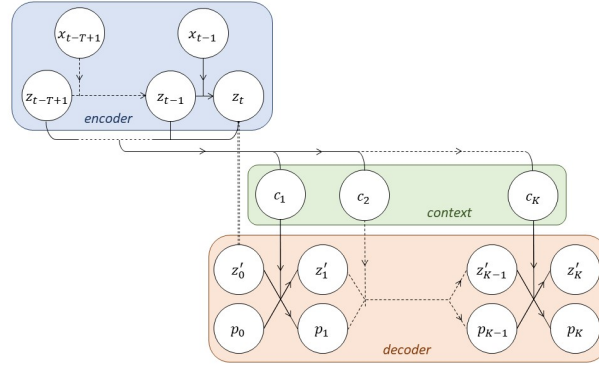 x_{t-T+1} x_{t-1}
z_{t-T+1} z_{t-1} z_t
encoder
c_1 c_2 c_K
context
z'_0 z'_1 z'_{K-1} z'_K
p_0 p_1 p_{K-1} p_K
decoder